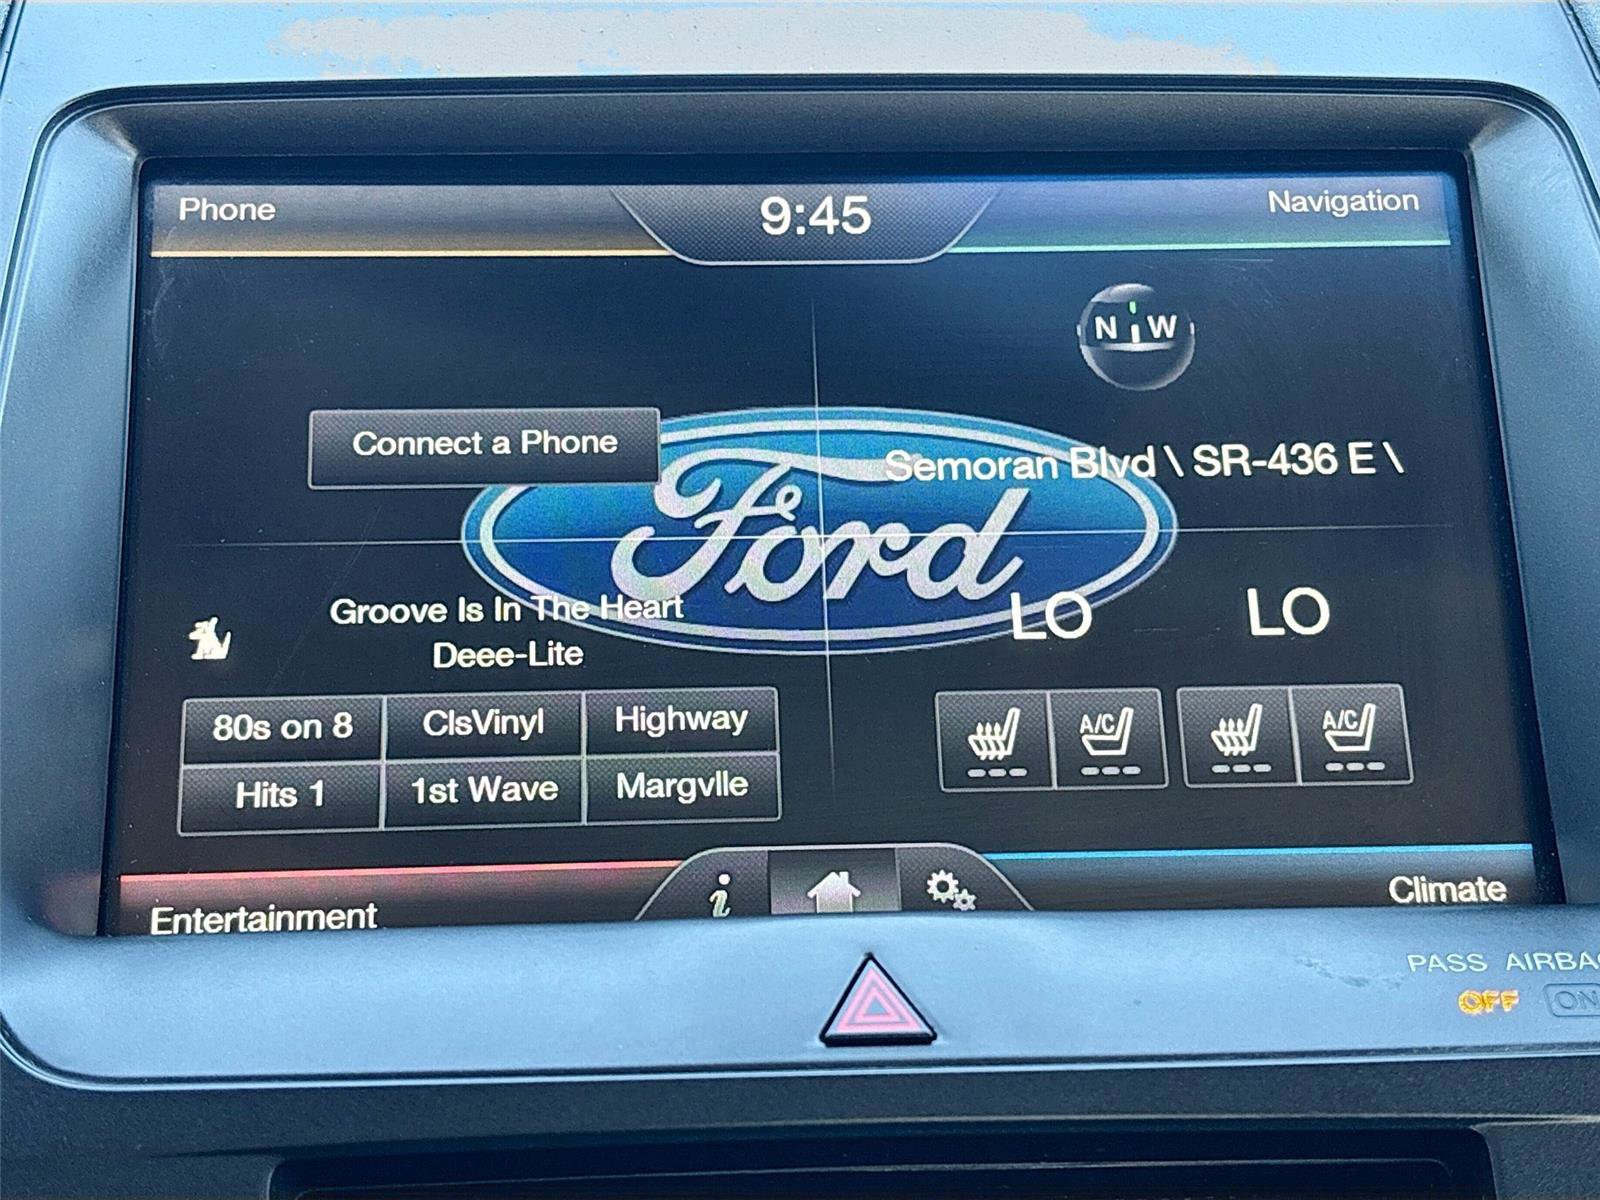 Phone
9:45
Navigation
N W
Connect a Phone
Semoran Blvd \ SR-436 E \
Ford
Groove Is In The Heart
Deee-Lite
LO LO
80s on 8 ClsVinyl Highway
A/C A/C
Hits 1 1st Wave Margvlle
i
Entertainment
Climate
PASS AIRBA
OFF ON